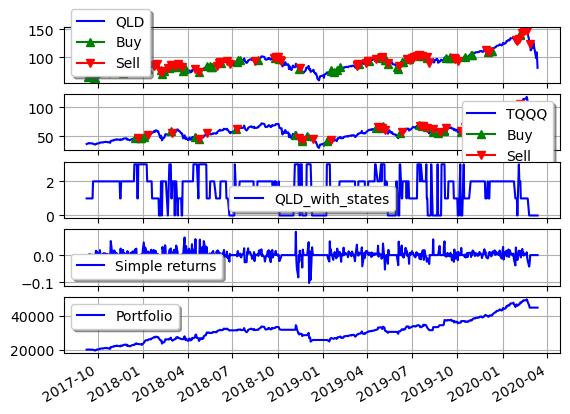 150
100
QLD
Buy
Sell
100
50
TQQQ
Buy
Sell
2
0
QLD_with_states
0.0
−0.1
Simple returns
40000
20000
Portfolio
2017-10
2018-01
2018-04
2018-07
2018-10
2019-01
2019-04
2019-07
2019-10
2020-01
2020-04